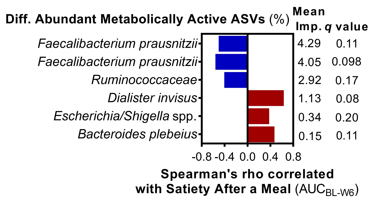 Diff. Abundant Metabolically Active ASVs (%)
Mean
Imp. q value
Faecalibacterium prausnitzii 4.29 0.11
Faecalibacterium prausnitzii 4.05 0.098
Ruminococcaceae 2.92 0.17
Dialister invisus 1.13 0.08
Escherichia/Shigella spp. 0.34 0.20
Bacteroides plebeius 0.15 0.11
-0.8 -0.4 0.0 0.4 0.8
Spearman's rho correlated
with Satiety After a Meal (AUCBL-W6)